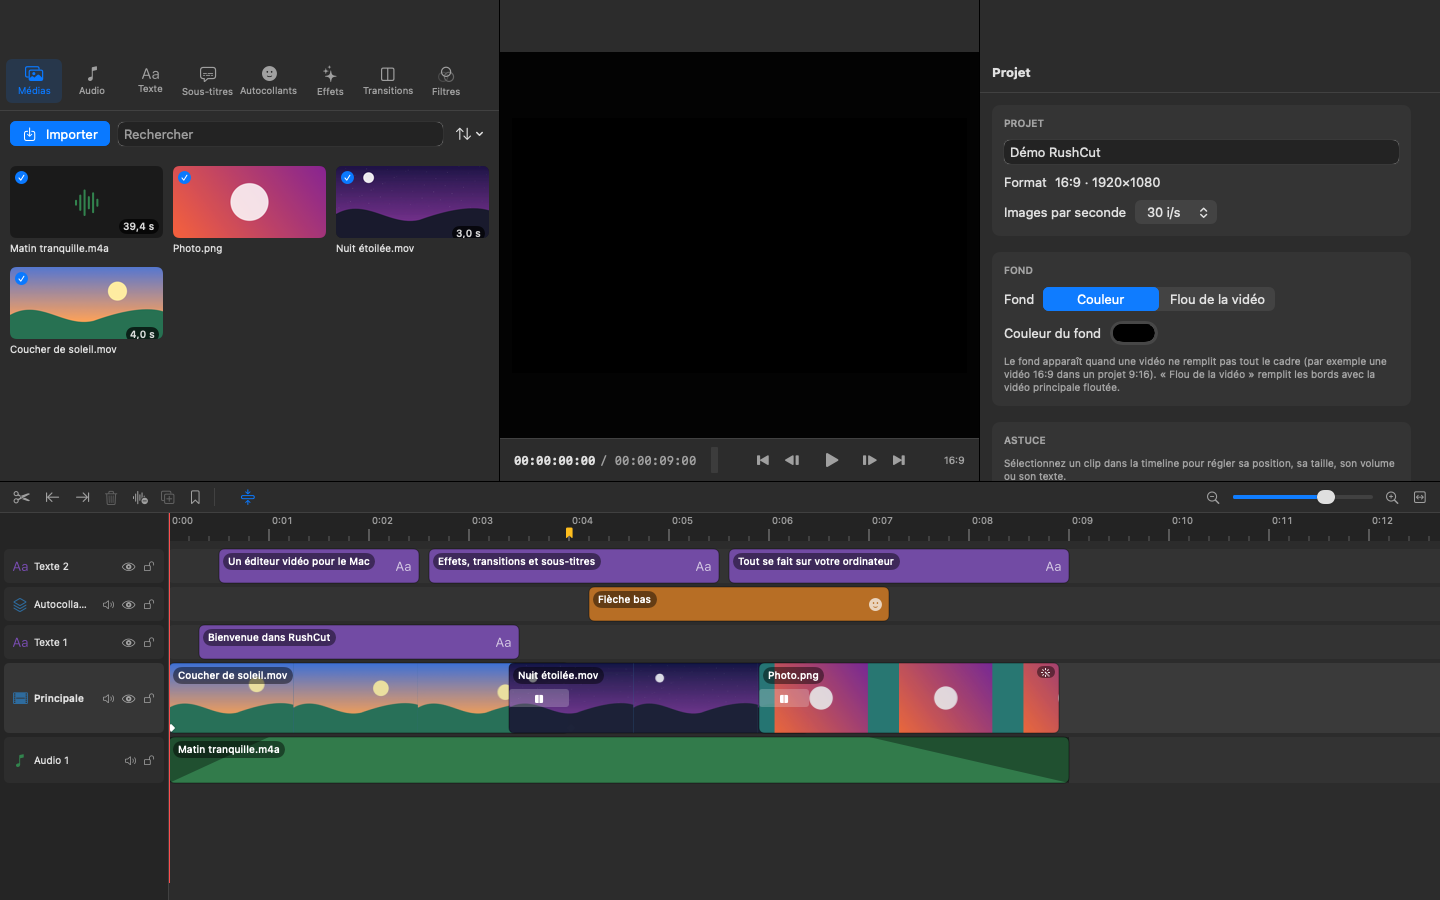 Médias
Audio
Aa
Texte
Sous-titres
Autocollants
Effets
Transitions
Filtres
Importer
Rechercher
39,4 s
Matin tranquille.m4a
Photo.png
3,0 s
Nuit étoilée.mov
4,0 s
Coucher de soleil.mov
00:00:00:00 / 00:00:09:00
16:9
Projet
PROJET
Démo RushCut
Format 16:9 · 1920×1080
Images par seconde 30 i/s
FOND
Fond Couleur Flou de la vidéo
Couleur du fond
Le fond apparaît quand une vidéo ne remplit pas tout le cadre (par exemple une
vidéo 16:9 dans un projet 9:16). « Flou de la vidéo » remplit les bords avec la
vidéo principale floutée.
ASTUCE
Sélectionnez un clip dans la timeline pour régler sa position, sa taille, son volume
ou son texte.
0:00 0:01 0:02 0:03 0:04 0:05 0:06 0:07 0:08 0:09 0:10 0:11 0:12
Aa Texte 2
Un éditeur vidéo pour le Mac Aa
Effets, transitions et sous-titres Aa
Tout se fait sur votre ordinateur Aa
Autocolla...
Flèche bas
Aa Texte 1
Bienvenue dans RushCut Aa
Principale
Coucher de soleil.mov
Nuit étoilée.mov
Photo.png
Audio 1
Matin tranquille.m4a